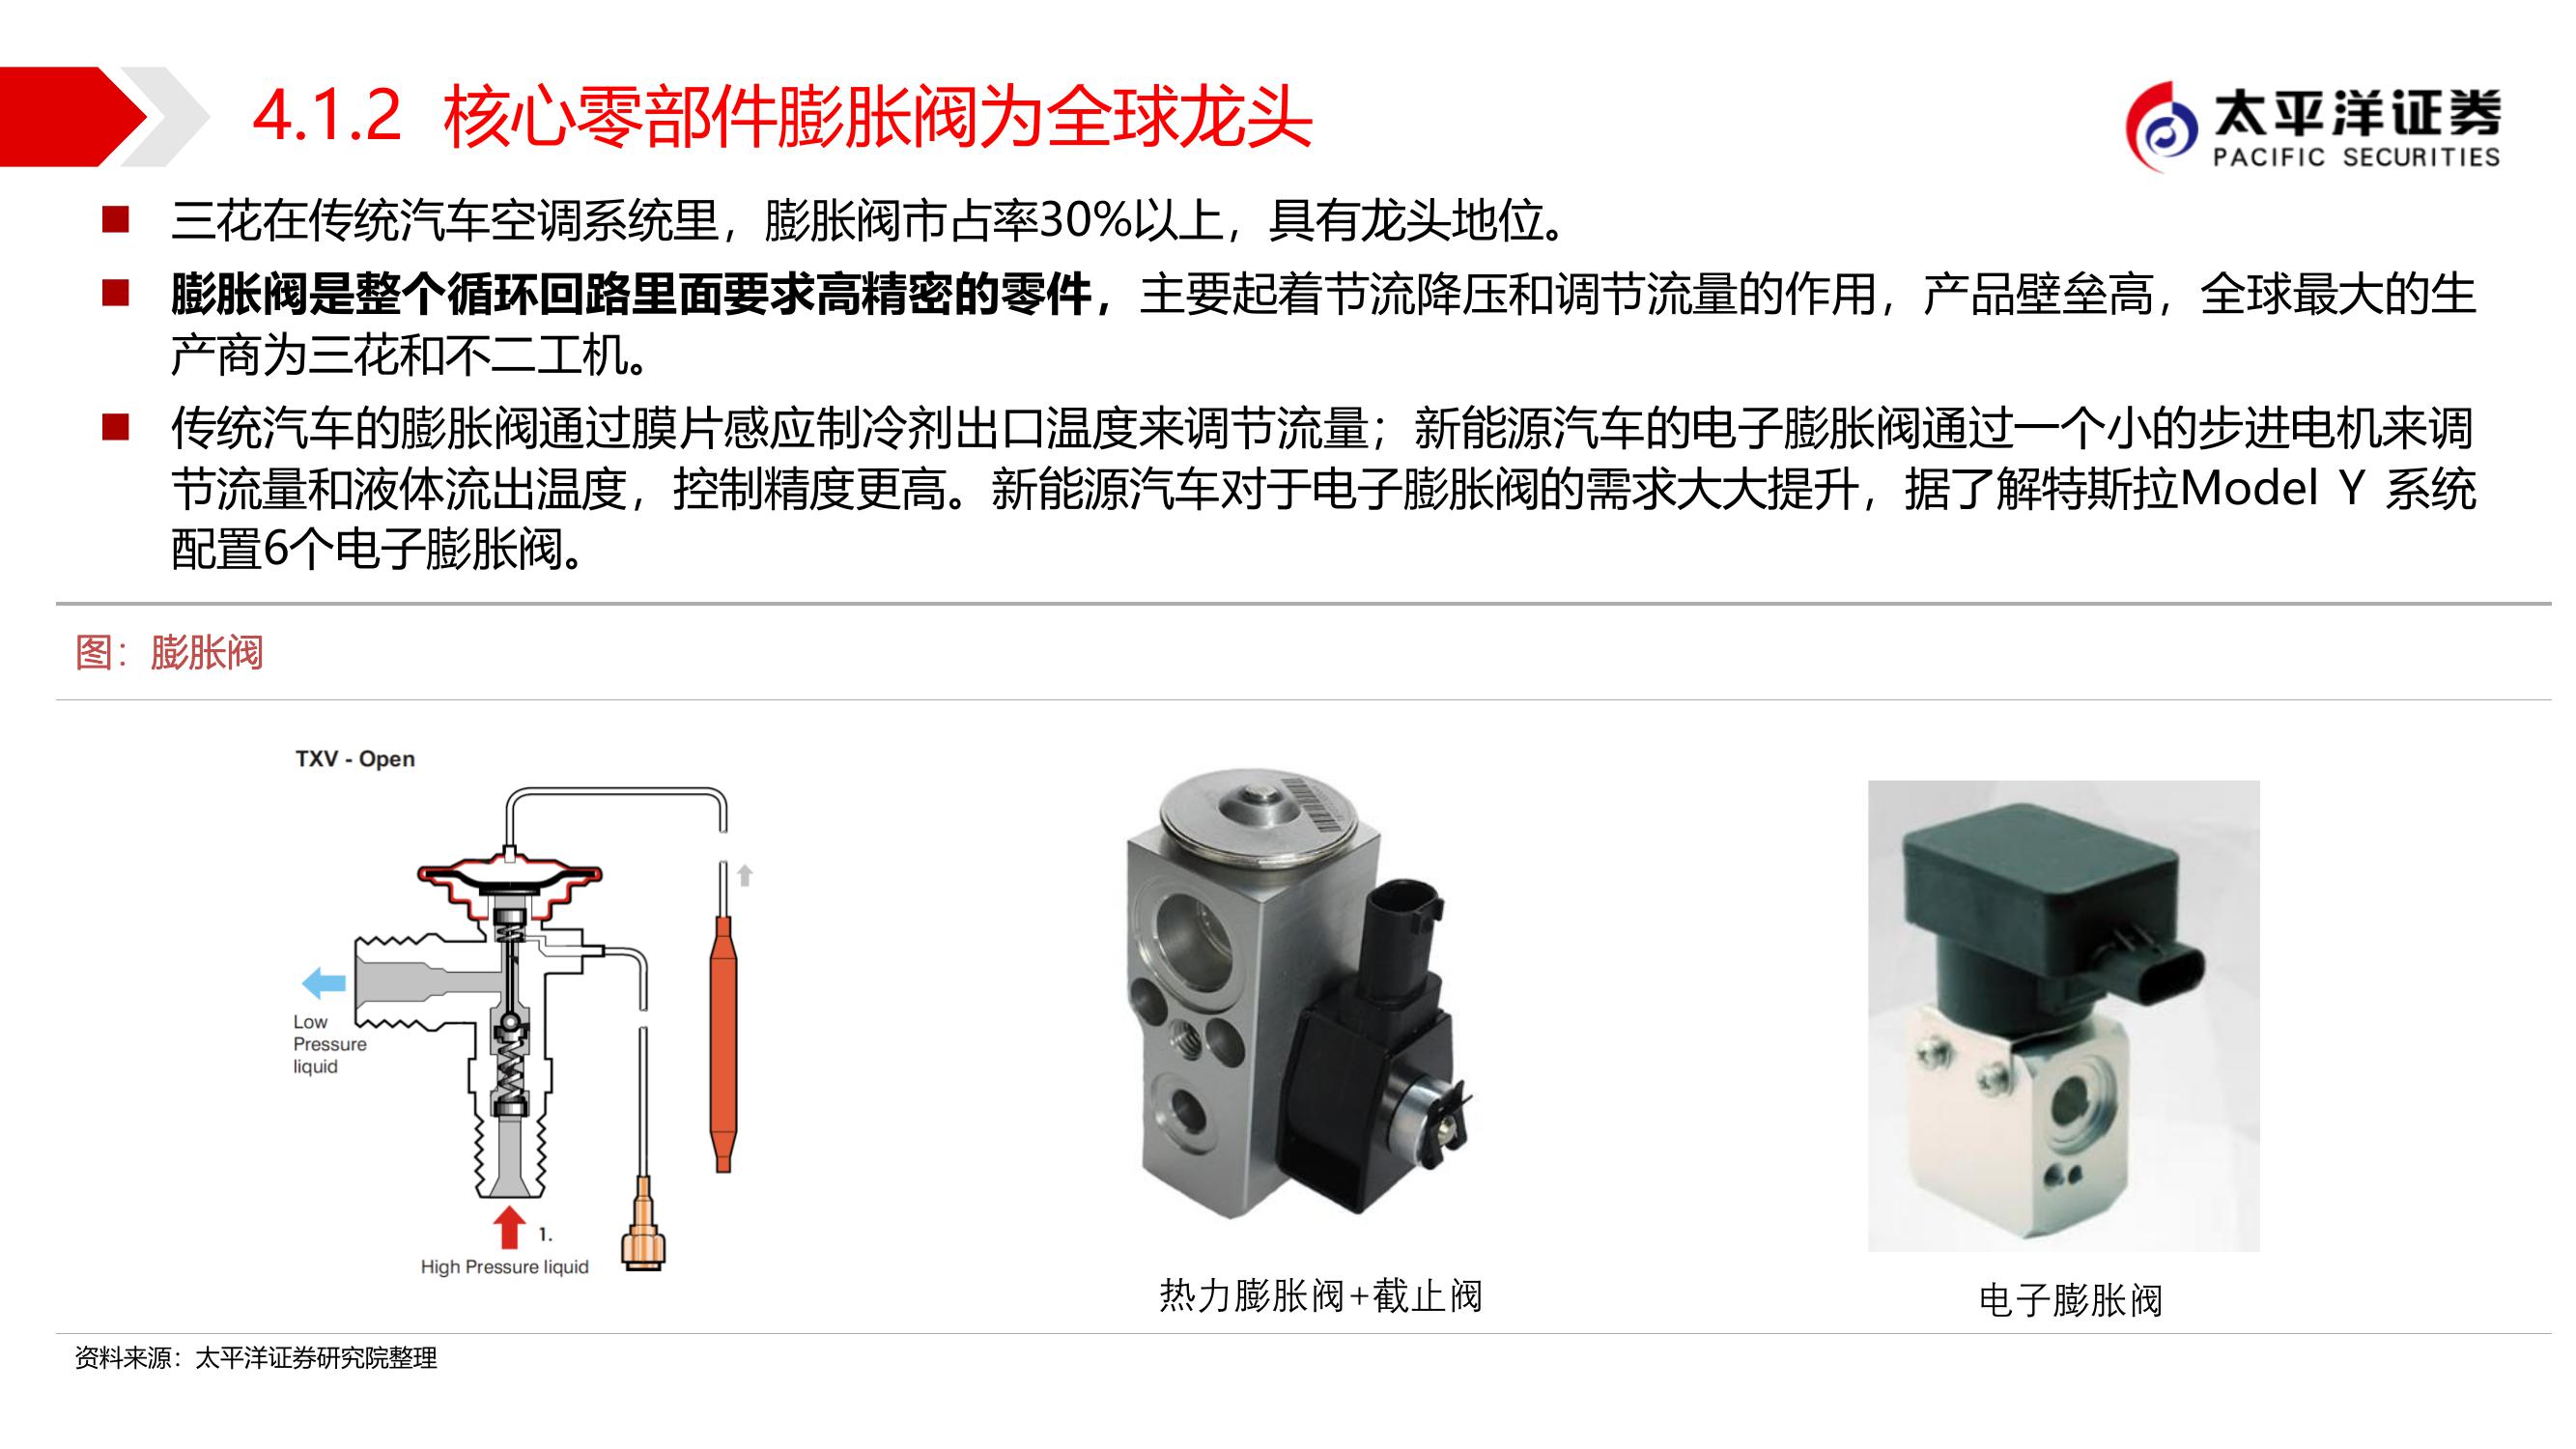 4.1.2 核心零部件膨胀阀为全球龙头
太平洋证券
PACIFIC SECURITIES
三花在传统汽车空调系统里，膨胀阀市占率30%以上，具有龙头地位。
膨胀阀是整个循环回路里面要求高精密的零件，主要起着节流降压和调节流量的作用，产品壁垒高，全球最大的生
产商为三花和不二工机。
传统汽车的膨胀阀通过膜片感应制冷剂出口温度来调节流量；新能源汽车的电子膨胀阀通过一个小的步进电机来调
节流量和液体流出温度，控制精度更高。新能源汽车对于电子膨胀阀的需求大大提升，据了解特斯拉Model Y 系统
配置6个电子膨胀阀。
图：膨胀阀
TXV - Open
Low
Pressure
liquid
1.
High Pressure liquid
热力膨胀阀+截止阀
电子膨胀阀
资料来源：太平洋证券研究院整理